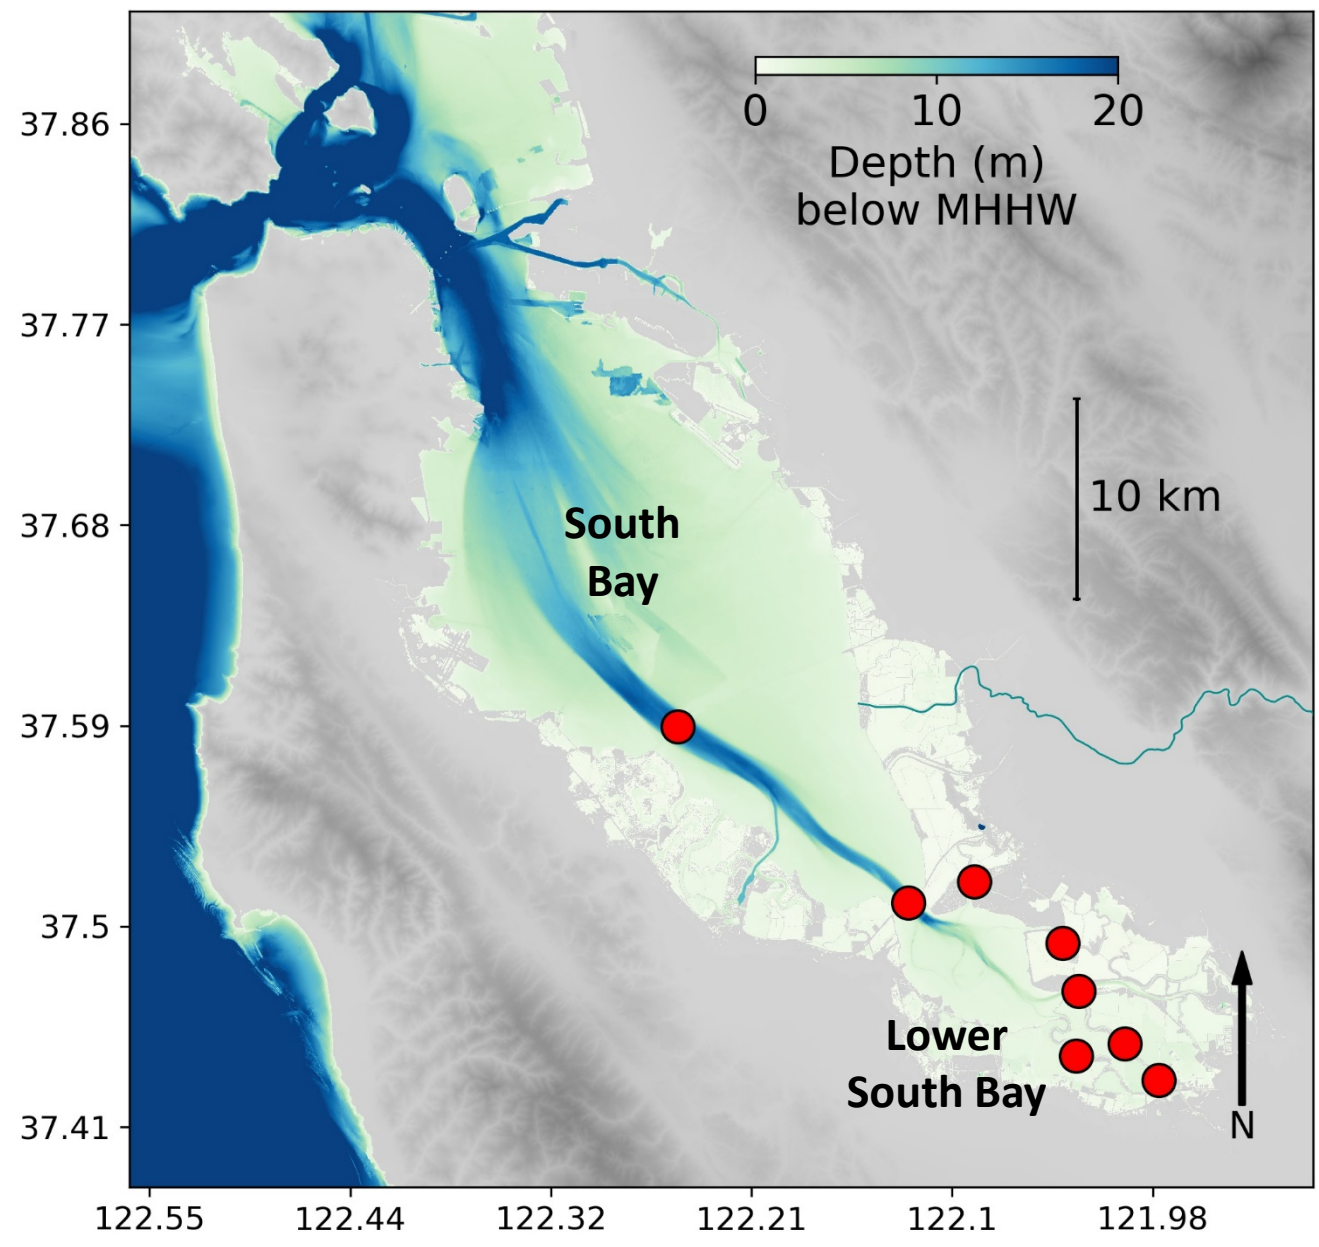 0 10 20
Depth (m)
below MHHW
37.86
37.77
37.68
37.59
37.5
37.41
10 km
South
Bay
Lower
South Bay
N
122.55 122.44 122.32 122.21 122.1 121.98